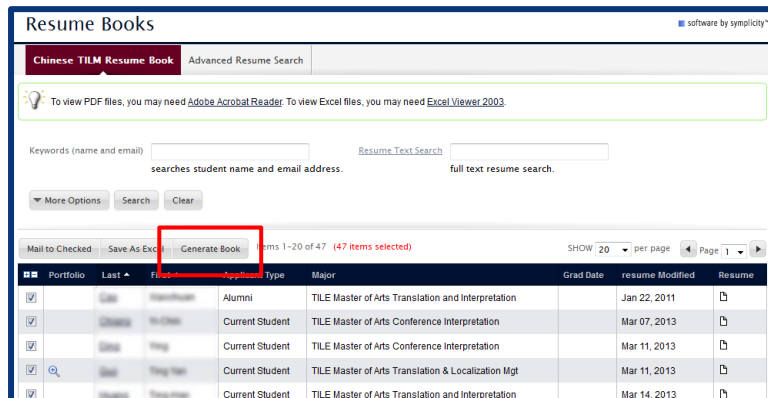 Resume Books
software by symplicity™
Chinese TILM Resume Book Advanced Resume Search
To view PDF files, you may need Adobe Acrobat Reader. To view Excel files, you may need Excel Viewer 2003.
Keywords (name and email) Resume Text Search
searches student name and email address. full text resume search.
More Options Search Clear
Mail to Checked Save As Excel Generate Book Items 1-20 of 47 (47 items selected) SHOW 20 per page Page 1
Portfolio Last Applicant Type Major Grad Date resume Modified Resume
Alumni TILE Master of Arts Translation and Interpretation Jan 22, 2011
Current Student TILE Master of Arts Conference Interpretation Mar 07, 2013
Current Student TILE Master of Arts Conference Interpretation Mar 11, 2013
Current Student TILE Master of Arts Translation & Localization Mgt Mar 11, 2013
Current Student TILE Master of Arts Translation and Interpretation Mar 14, 2013